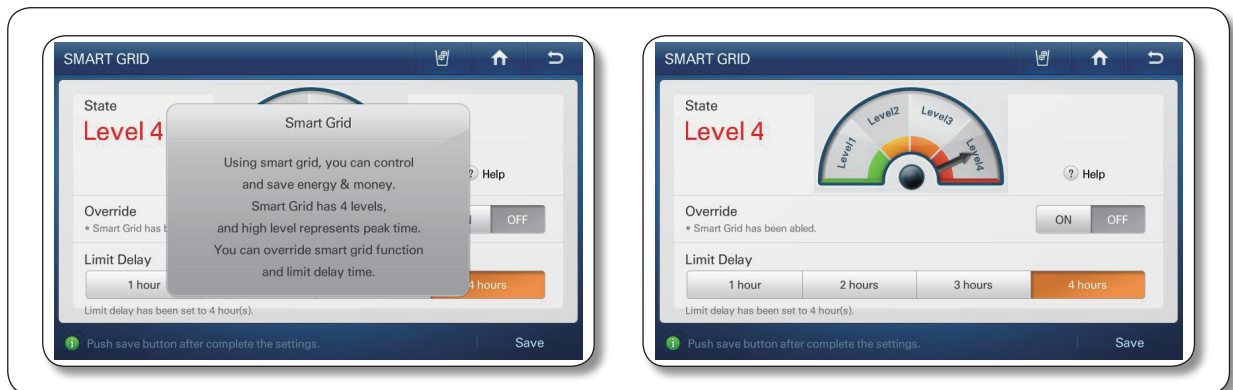 SMART GRID
State
Level 4
Smart Grid
Using smart grid, you can control
and save energy & money.
Smart Grid has 4 levels,
and high level represents peak time.
You can override smart grid function
and limit delay time.
? Help
Override
• Smart Grid has
OFF
Limit Delay
1 hour
4 hours
Limit delay has been set to 4 hour(s).
i Push save button after complete the settings.
Save
SMART GRID
State
Level 4
Level1
Level2
Level3
Level4
? Help
Override
• Smart Grid has been abled.
ON
OFF
Limit Delay
1 hour
2 hours
3 hours
4 hours
Limit delay has been set to 4 hour(s).
i Push save button after complete the settings.
Save